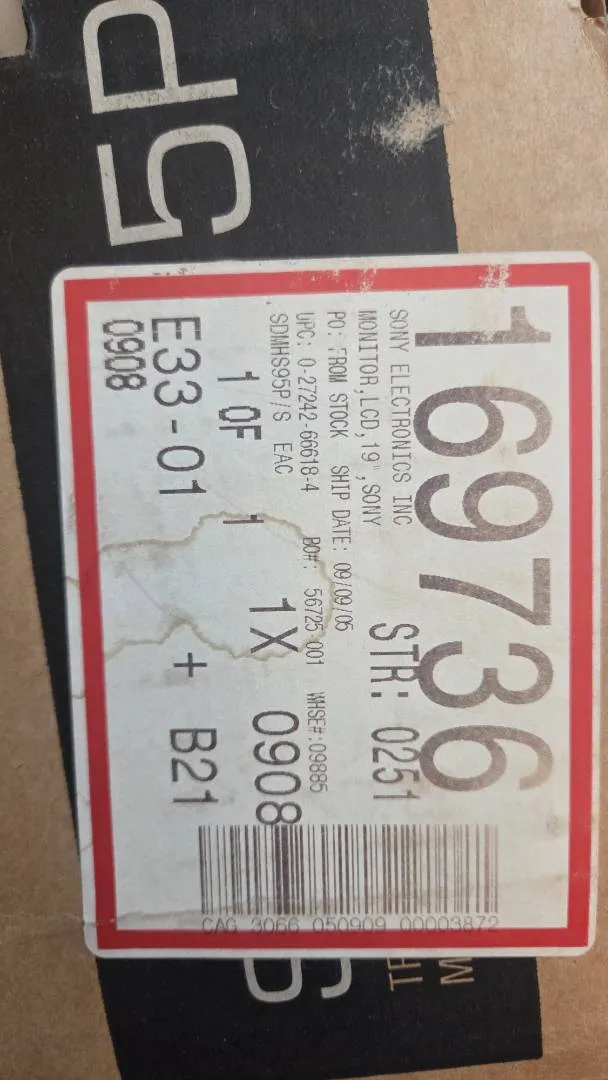 5P
169736
SONY ELECTRONICS INC
MONITOR,LCD,19",SONY
STR: 0251
PO: FROM STOCK SHIP DATE: 09/09/05
UPC: 0-27242-66618-4 BO#: 56725 001 WHSE#:09885
SDMHS95P/S EAC
1 OF 1 1X 0908
E33-01 + B21
0908
CAG 3066 050909 00003872